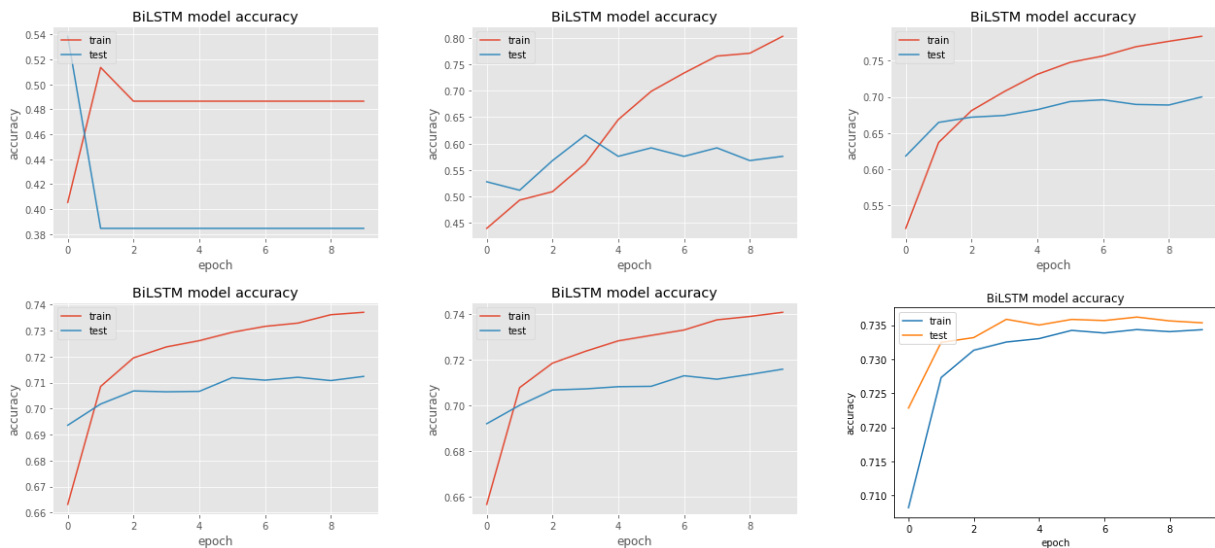 BiLSTM model accuracy
train
test
accuracy
0.54
0.52
0.50
0.48
0.46
0.44
0.42
0.40
0.38
0 2 4 6 8
epoch
BiLSTM model accuracy
train
test
accuracy
0.80
0.75
0.70
0.65
0.60
0.55
0.50
0.45
0 2 4 6 8
epoch
BiLSTM model accuracy
train
test
accuracy
0.75
0.70
0.65
0.60
0.55
0 2 4 6 8
epoch
BiLSTM model accuracy
train
test
accuracy
0.74
0.73
0.72
0.71
0.70
0.69
0.68
0.67
0.66
0 2 4 6 8
epoch
BiLSTM model accuracy
train
test
accuracy
0.74
0.72
0.70
0.68
0.66
0 2 4 6 8
epoch
BiLSTM model accuracy
train
test
accuracy
0.735
0.730
0.725
0.720
0.715
0.710
0 2 4 6 8
epoch